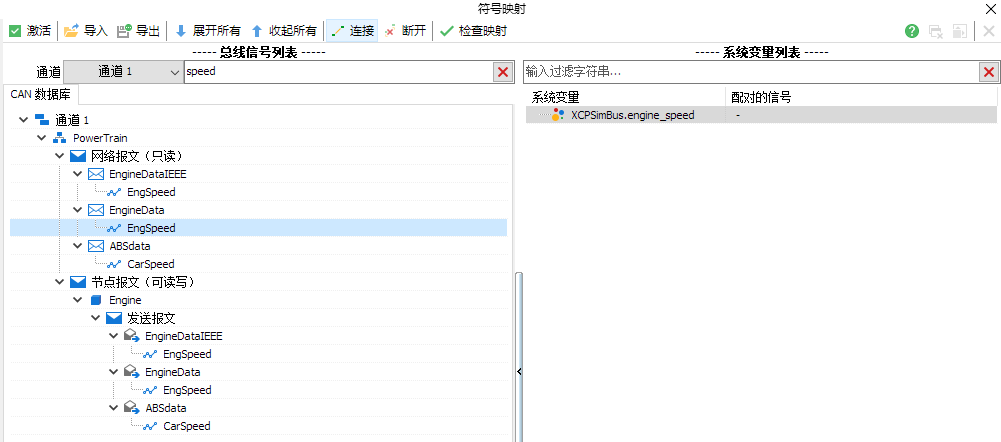 符号映射
激活 导入 导出 展开所有 收起所有 连接 断开 检查映射
----- 总线信号列表 ----- ----- 系统变量列表 -----
通道 通道 1 speed 输入过滤字符串...
CAN 数据库
系统变量 配对的信号
通道 1 XCPSimBus.engine_speed -
PowerTrain
网络报文（只读）
EngineDataIEEE
EngSpeed
EngineData
EngSpeed
ABSdata
CarSpeed
节点报文（可读写）
Engine
发送报文
EngineDataIEEE
EngSpeed
EngineData
EngSpeed
ABSdata
CarSpeed